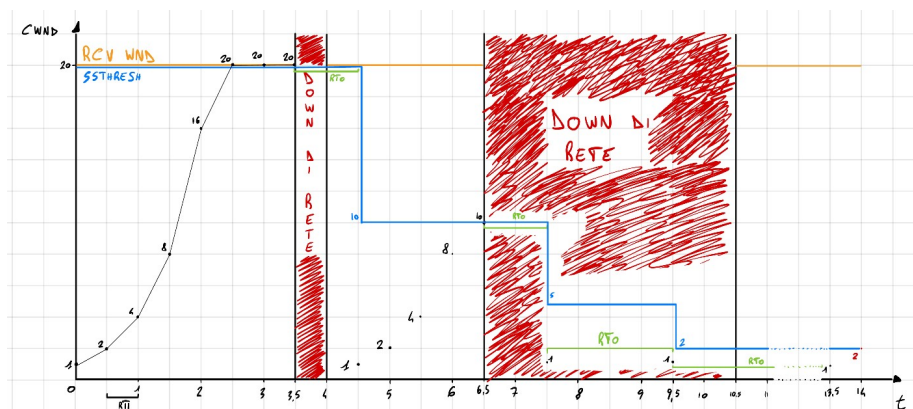 CWND
RCV WND
20
SSTHRESH
20 20 20
RTO
16
8
4
2
1
DOWN DI RETE
10
1
2
4
8
10
RTO
DOWN DI
RETE
5
RTO
1
1
2
RTO
1
2
0 1 2 3 3,5 4 5 6 6,5 7 8 9 9,5 10 10,5 11 13 14 t
RTT